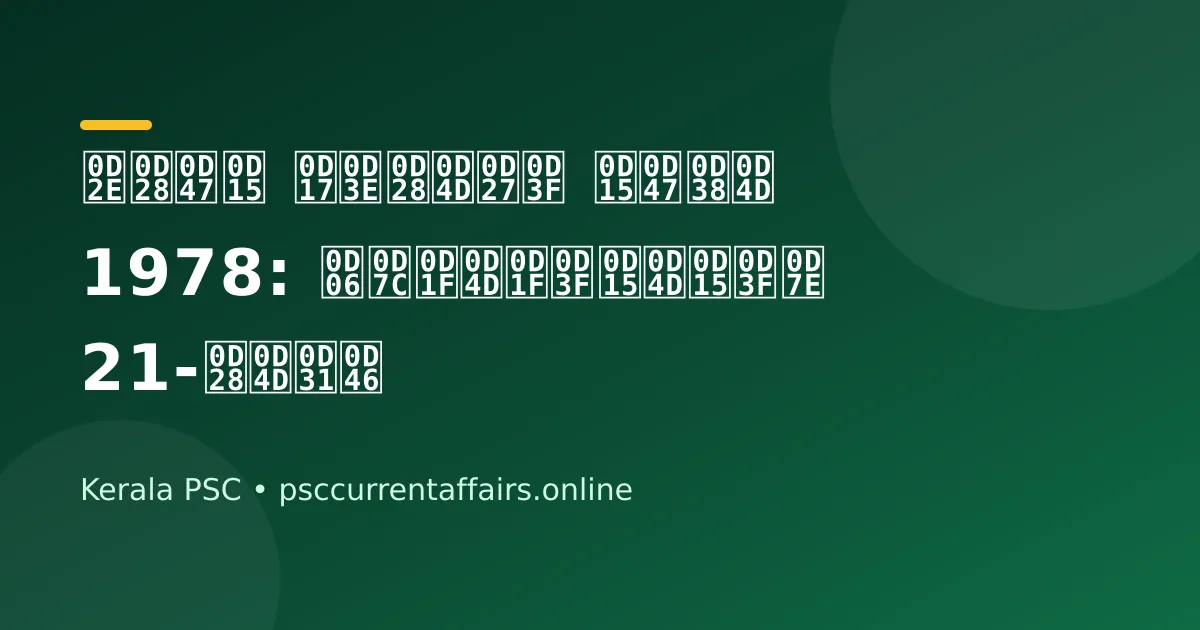 മനേക ഗാന്ധി കേസ്
1978: ആർട്ടിക്കിൾ
21-ന്റെ
Kerala PSC • psccurrentaffairs.online